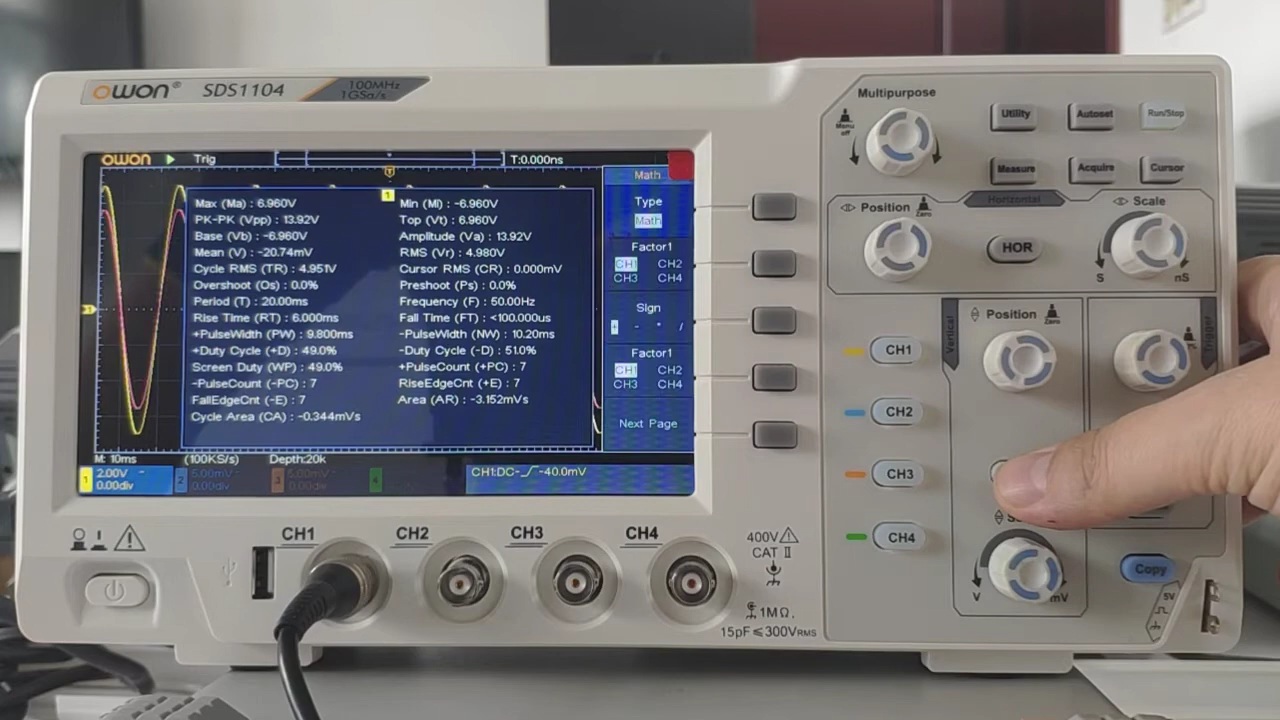 OWON® SDS1104 100MHz
1GSa/s
OWON Trig T:0.000ns
Max (Ma) : 6.960V Min (Mi) : -6.960V
PK-PK (Vpp) : 13.92V Top (Vt) : 6.960V
Base (Vb) : -6.960V Amplitude (Va) : 13.92V
Mean (V) : -20.74mV RMS (Vr) : 4.980V
Cycle RMS (TR) : 4.951V Cursor RMS (CR) : 0.000mV
Overshoot (Os) : 0.0% Preshoot (Ps) : 0.0%
Period (T) : 20.00ms Frequency (F) : 50.00Hz
Rise Time (RT) : 6.000ms Fall Time (FT) : <100.000us
+PulseWidth (PW) : 9.800ms -PulseWidth (NW) : 10.20ms
+Duty Cycle (+D) : 49.0% -Duty Cycle (-D) : 51.0%
Screen Duty (WP) : 49.0% +PulseCount (+PC) : 7
-PulseCount (-PC) : 7 RiseEdgeCnt (+E) : 7
FallEdgeCnt (-E) : 7 Area (AR) : -3.152mVs
Cycle Area (CA) : -0.344mVs
Math
Type
Math
Factor1
CH1 CH2
CH3 CH4
Sign
+ - * /
Factor1
CH1 CH2
CH3 CH4
Next Page
M: 10ms (100KS/s) Depth:20k
1 2.00V 2 5.00mV 3 5.00mV 4
0.00div 0.00div 0.00div
CH1:DC- -40.0mV
CH1 CH2 CH3 CH4
400V
CAT II
1MΩ,
15pF ≤300VRMS
Multipurpose
Menu
off
Utility Autoset Run/Stop
Measure Acquire Cursor
Horizontal
Position Zero Scale
HOR
S nS
Vertical
Position Zero
Trigger
CH1
CH2
CH3
CH4
V mV
Copy
5V